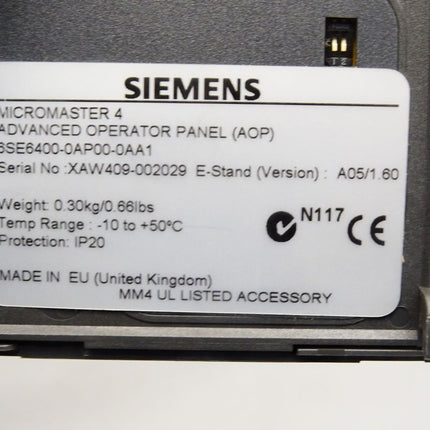 SIEMENS
MICROMASTER 4
ADVANCED OPERATOR PANEL (AOP)
6SE6400-0AP00-0AA1
Serial No :XAW409-002029 E-Stand (Version) : A05/1.60
Weight: 0.30kg/0.66lbs
Temp Range : -10 to +50ºC
Protection: IP20
N117 CE
MADE IN EU (United Kingdom)
MM4 UL LISTED ACCESSORY